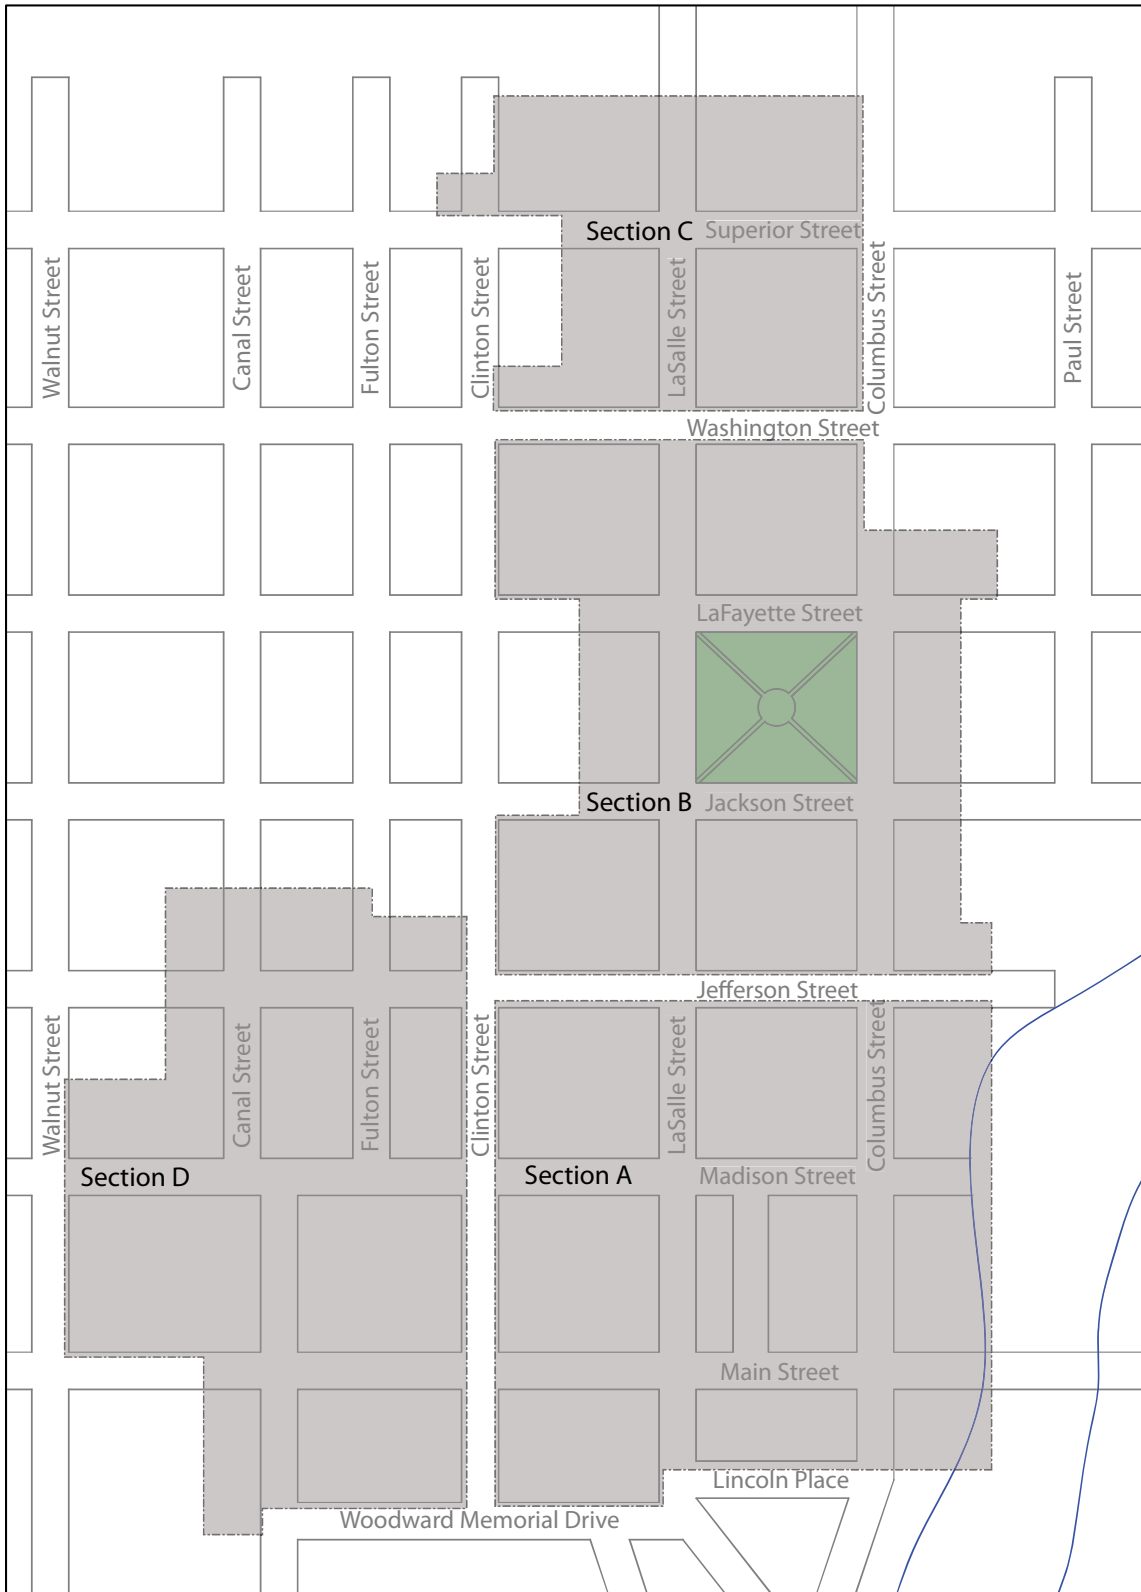 Section C
Superior Street
Walnut Street
Canal Street
Fulton Street
Clinton Street
LaSalle Street
Columbus Street
Paul Street
Washington Street
LaFayette Street
Section B
Jackson Street
Jefferson Street
Walnut Street
Canal Street
Fulton Street
Clinton Street
LaSalle Street
Columbus Street
Section D
Section A
Madison Street
Main Street
Lincoln Place
Woodward Memorial Drive